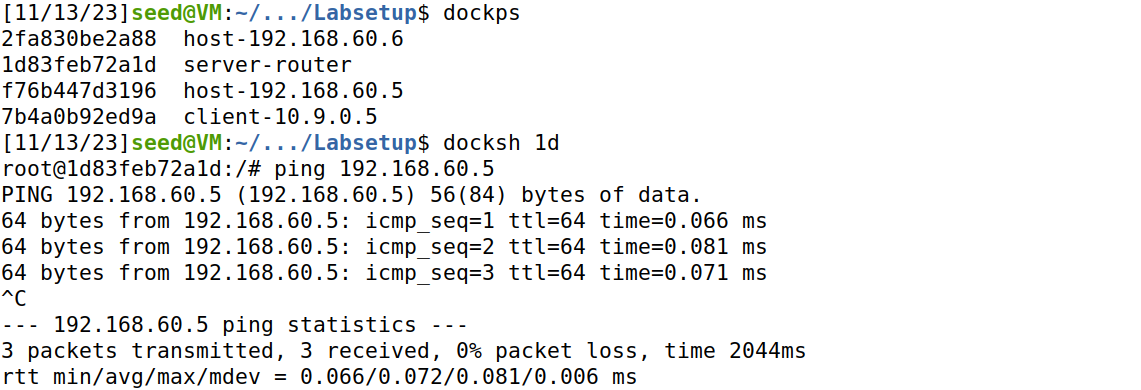 [11/13/23]seed@VM:~/.../Labsetup$ dockps
2fa830be2a88  host-192.168.60.6
1d83feb72a1d  server-router
f76b447d3196  host-192.168.60.5
7b4a0b92ed9a  client-10.9.0.5
[11/13/23]seed@VM:~/.../Labsetup$ docksh 1d
root@1d83feb72a1d:/# ping 192.168.60.5
PING 192.168.60.5 (192.168.60.5) 56(84) bytes of data.
64 bytes from 192.168.60.5: icmp_seq=1 ttl=64 time=0.066 ms
64 bytes from 192.168.60.5: icmp_seq=2 ttl=64 time=0.081 ms
64 bytes from 192.168.60.5: icmp_seq=3 ttl=64 time=0.071 ms
^C
--- 192.168.60.5 ping statistics ---
3 packets transmitted, 3 received, 0% packet loss, time 2044ms
rtt min/avg/max/mdev = 0.066/0.072/0.081/0.006 ms